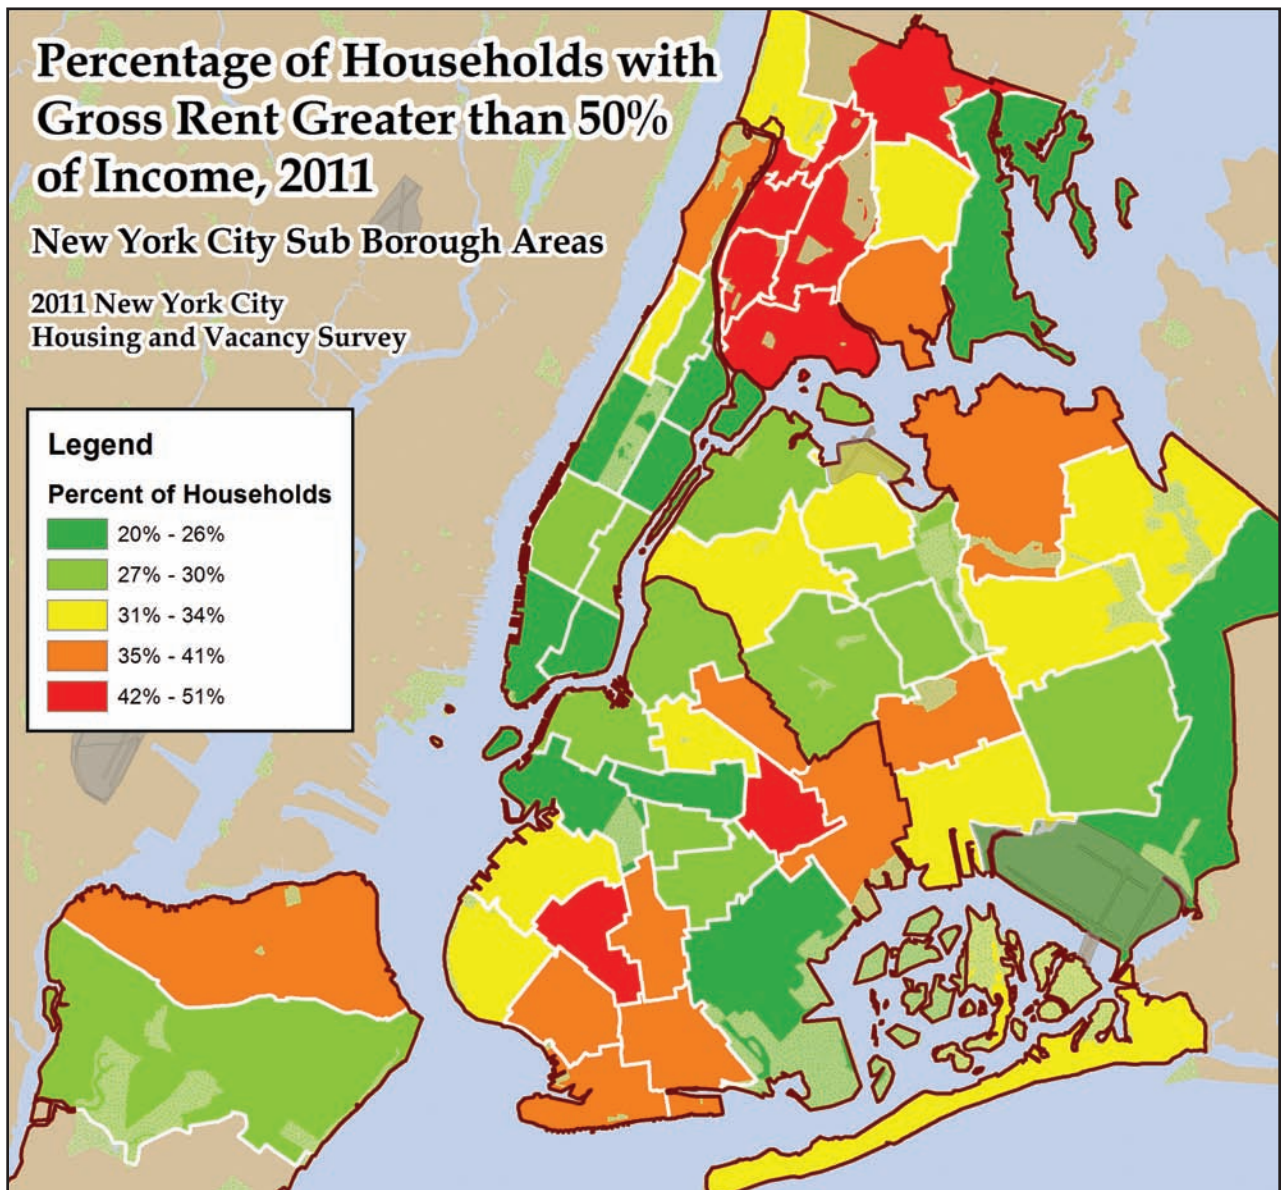 Percentage of Households with
Gross Rent Greater than 50%
of Income, 2011
New York City Sub Borough Areas
2011 New York City
Housing and Vacancy Survey
Legend
Percent of Households
20% - 26%
27% - 30%
31% - 34%
35% - 41%
42% - 51%